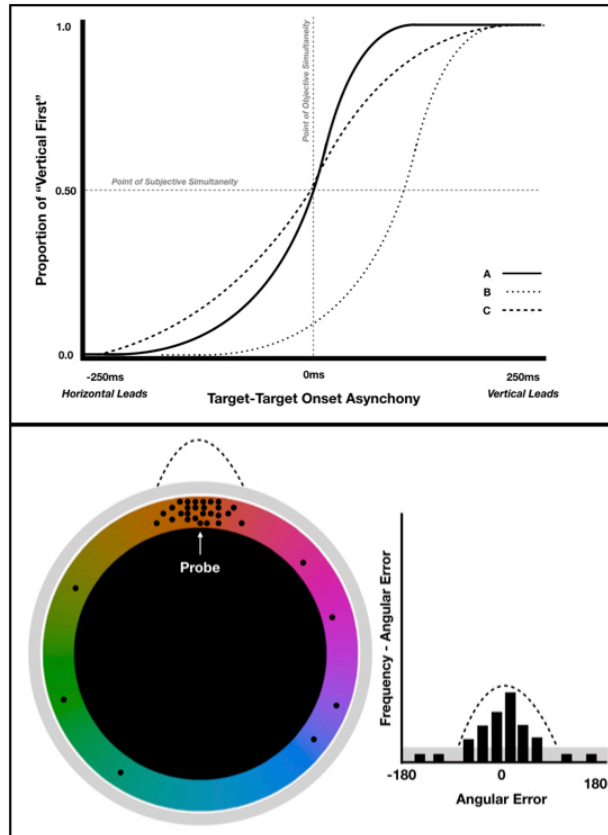 1.0
Point of Objective Simultaneity
Proportion of “Vertical First”
Point of Subjective Simultaneity
0.50
A
B
C
0.0
-250ms
0ms
250ms
Horizontal Leads
Target-Target Onset Asynchony
Vertical Leads
Probe
Frequency - Angular Error
-180
0
180
Angular Error